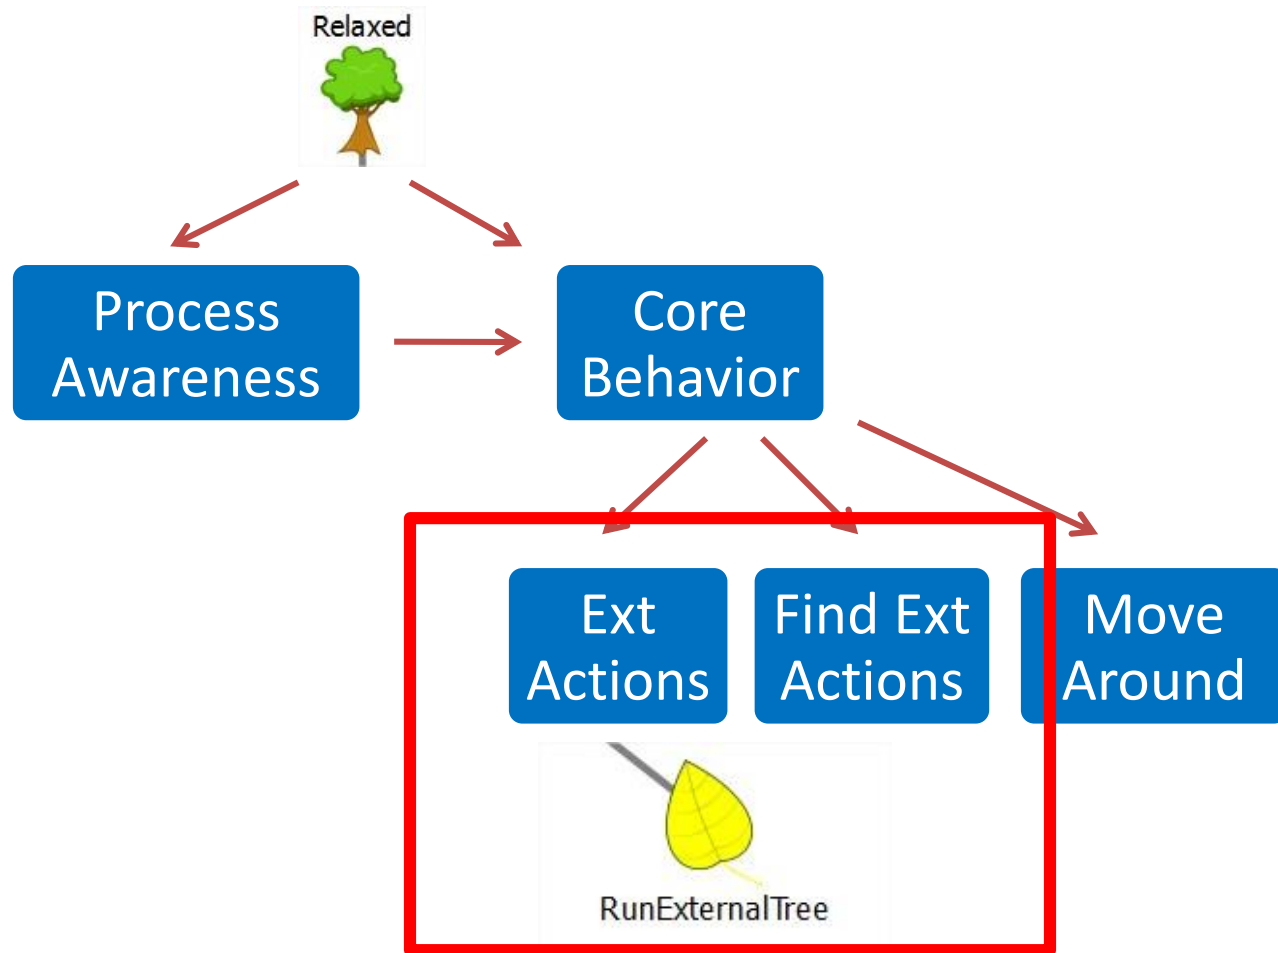 Relaxed
Process
Awareness
Core
Behavior
Ext
Actions
Find Ext
Actions
Move
Around
RunExternalTree